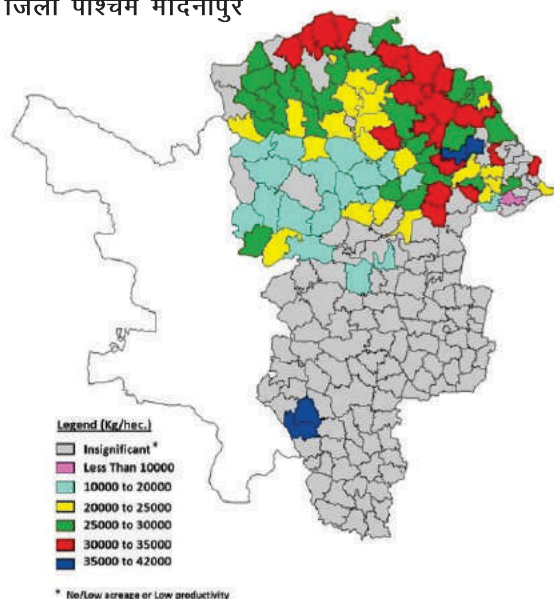 जिला पश्चिम मेदिनीपुर
Legend (Kg/hec.)
Insignificant*
Less Than 10000
10000 to 20000
20000 to 25000
25000 to 30000
30000 to 35000
35000 to 42000
* No/Low acreage or Low productivity